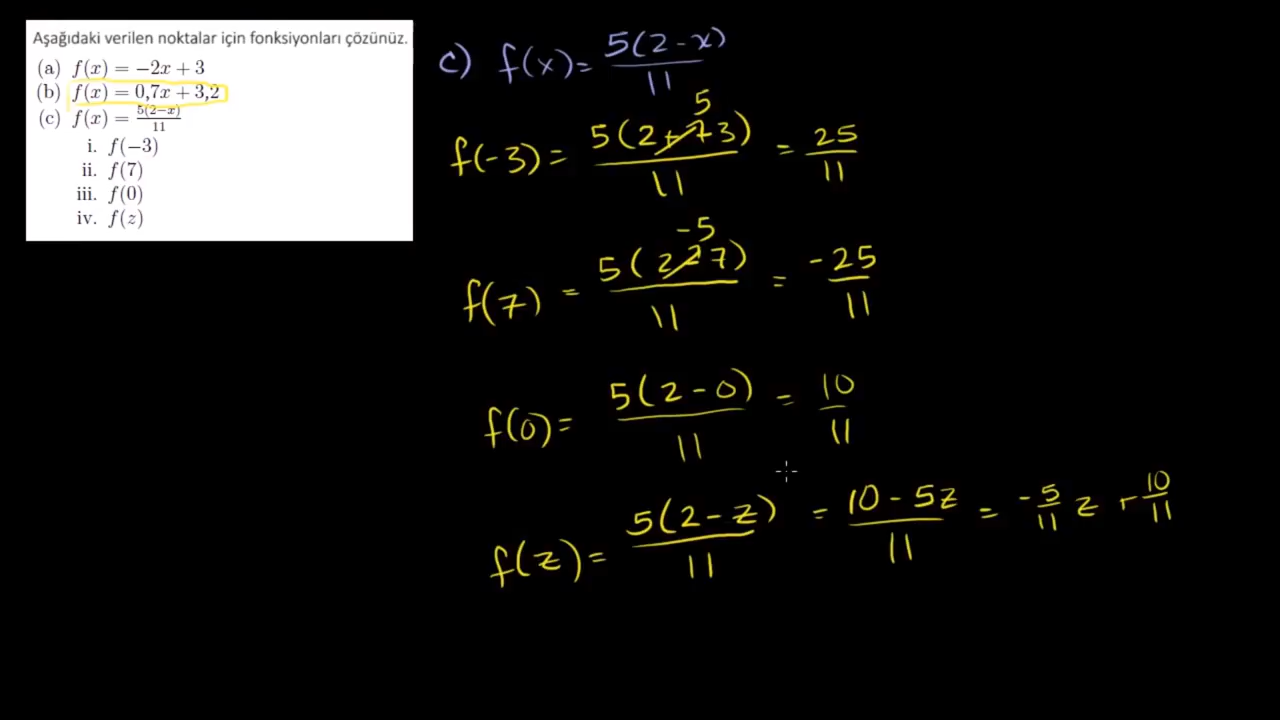 Aşağıdaki verilen noktalar için fonksiyonları çözünüz.
(a) f(x) = −2x + 3
(b) f(x) = 0,7x + 3,2
(c) f(x) = 5(2−x)/11
i. f(−3)
ii. f(7)
iii. f(0)
iv. f(z)
c) f(x) = 5(2-x)/11
5
f(-3) = 5(2+3)/11 = 25/11
-5
f(7) = 5(2-7)/11 = -25/11
f(0) = 5(2-0)/11 = 10/11
f(z) = 5(2-z)/11 = 10-5z/11 = -5/11 z + 10/11